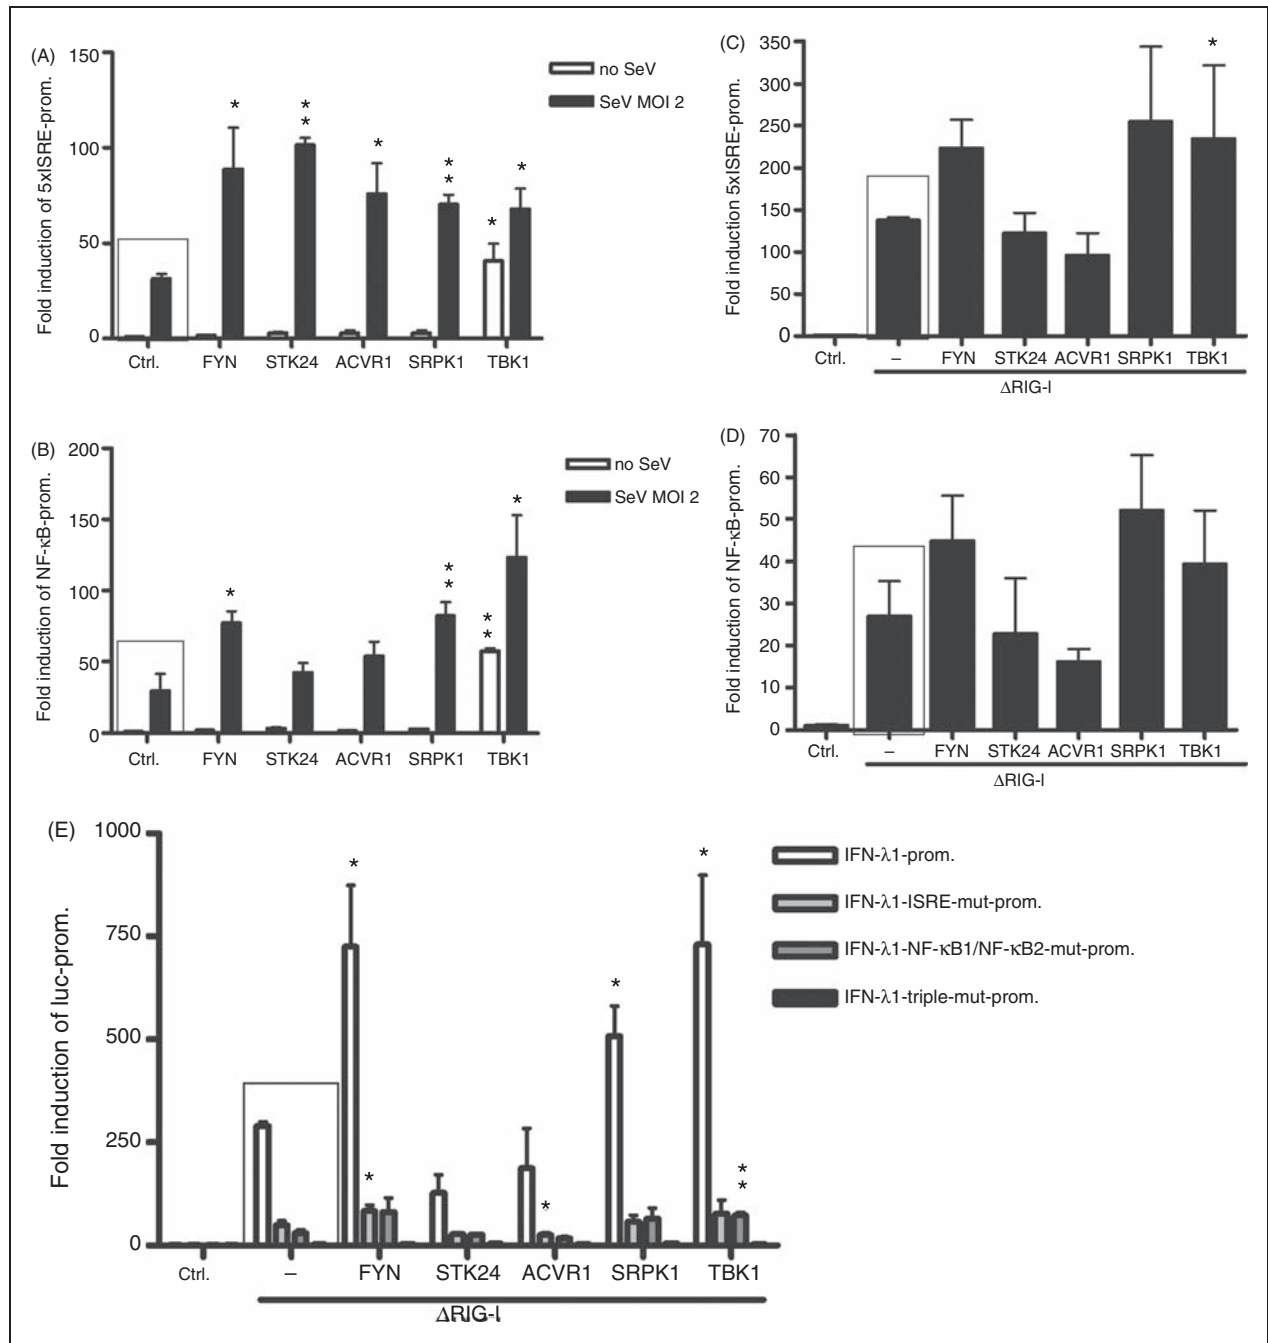 (A)
Fold induction of 5xISRE-prom.
150
100
50
0
no SeV
SeV MOI 2
*
*
*
*
*
*
*
*
*
Ctrl. FYN STK24 ACVR1 SRPK1 TBK1
(C)
Fold induction 5xISRE-prom.
350
300
250
200
150
100
50
0
*
Ctrl. – FYN STK24 ACVR1 SRPK1 TBK1
ΔRIG-I
(B)
Fold induction of NF-κB-prom.
200
150
100
50
0
no SeV
SeV MOI 2
*
*
*
*
*
*
Ctrl. FYN STK24 ACVR1 SRPK1 TBK1
(D)
Fold induction of NF-κB-prom.
70
60
50
40
30
20
10
0
Ctrl. – FYN STK24 ACVR1 SRPK1 TBK1
ΔRIG-I
(E)
Fold induction of luc-prom.
1000
750
500
250
0
IFN-λ1-prom.
IFN-λ1-ISRE-mut-prom.
IFN-λ1-NF-κB1/NF-κB2-mut-prom.
IFN-λ1-triple-mut-prom.
*
*
*
*
*
*
*
Ctrl. – FYN STK24 ACVR1 SRPK1 TBK1
ΔRIG-I